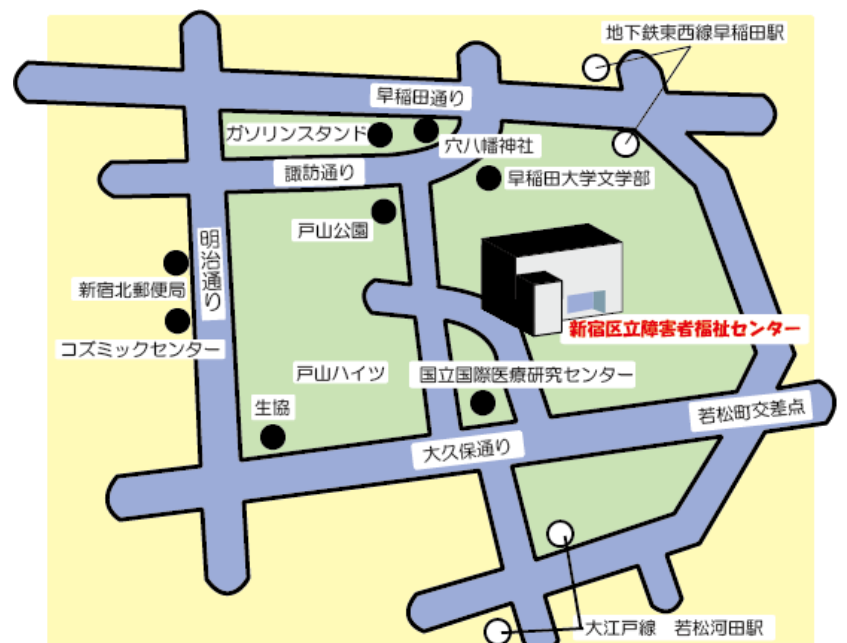 地下鉄東西線早稲田駅
早稲田通り
ガソリンスタンド
穴八幡神社
諏訪通り
早稲田大学文学部
戸山公園
明治通り
新宿北郵便局
新宿区立障害者福祉センター
コズミックセンター
戸山ハイツ
国立国際医療研究センター
生協
若松町交差点
大久保通り
大江戸線 若松河田駅